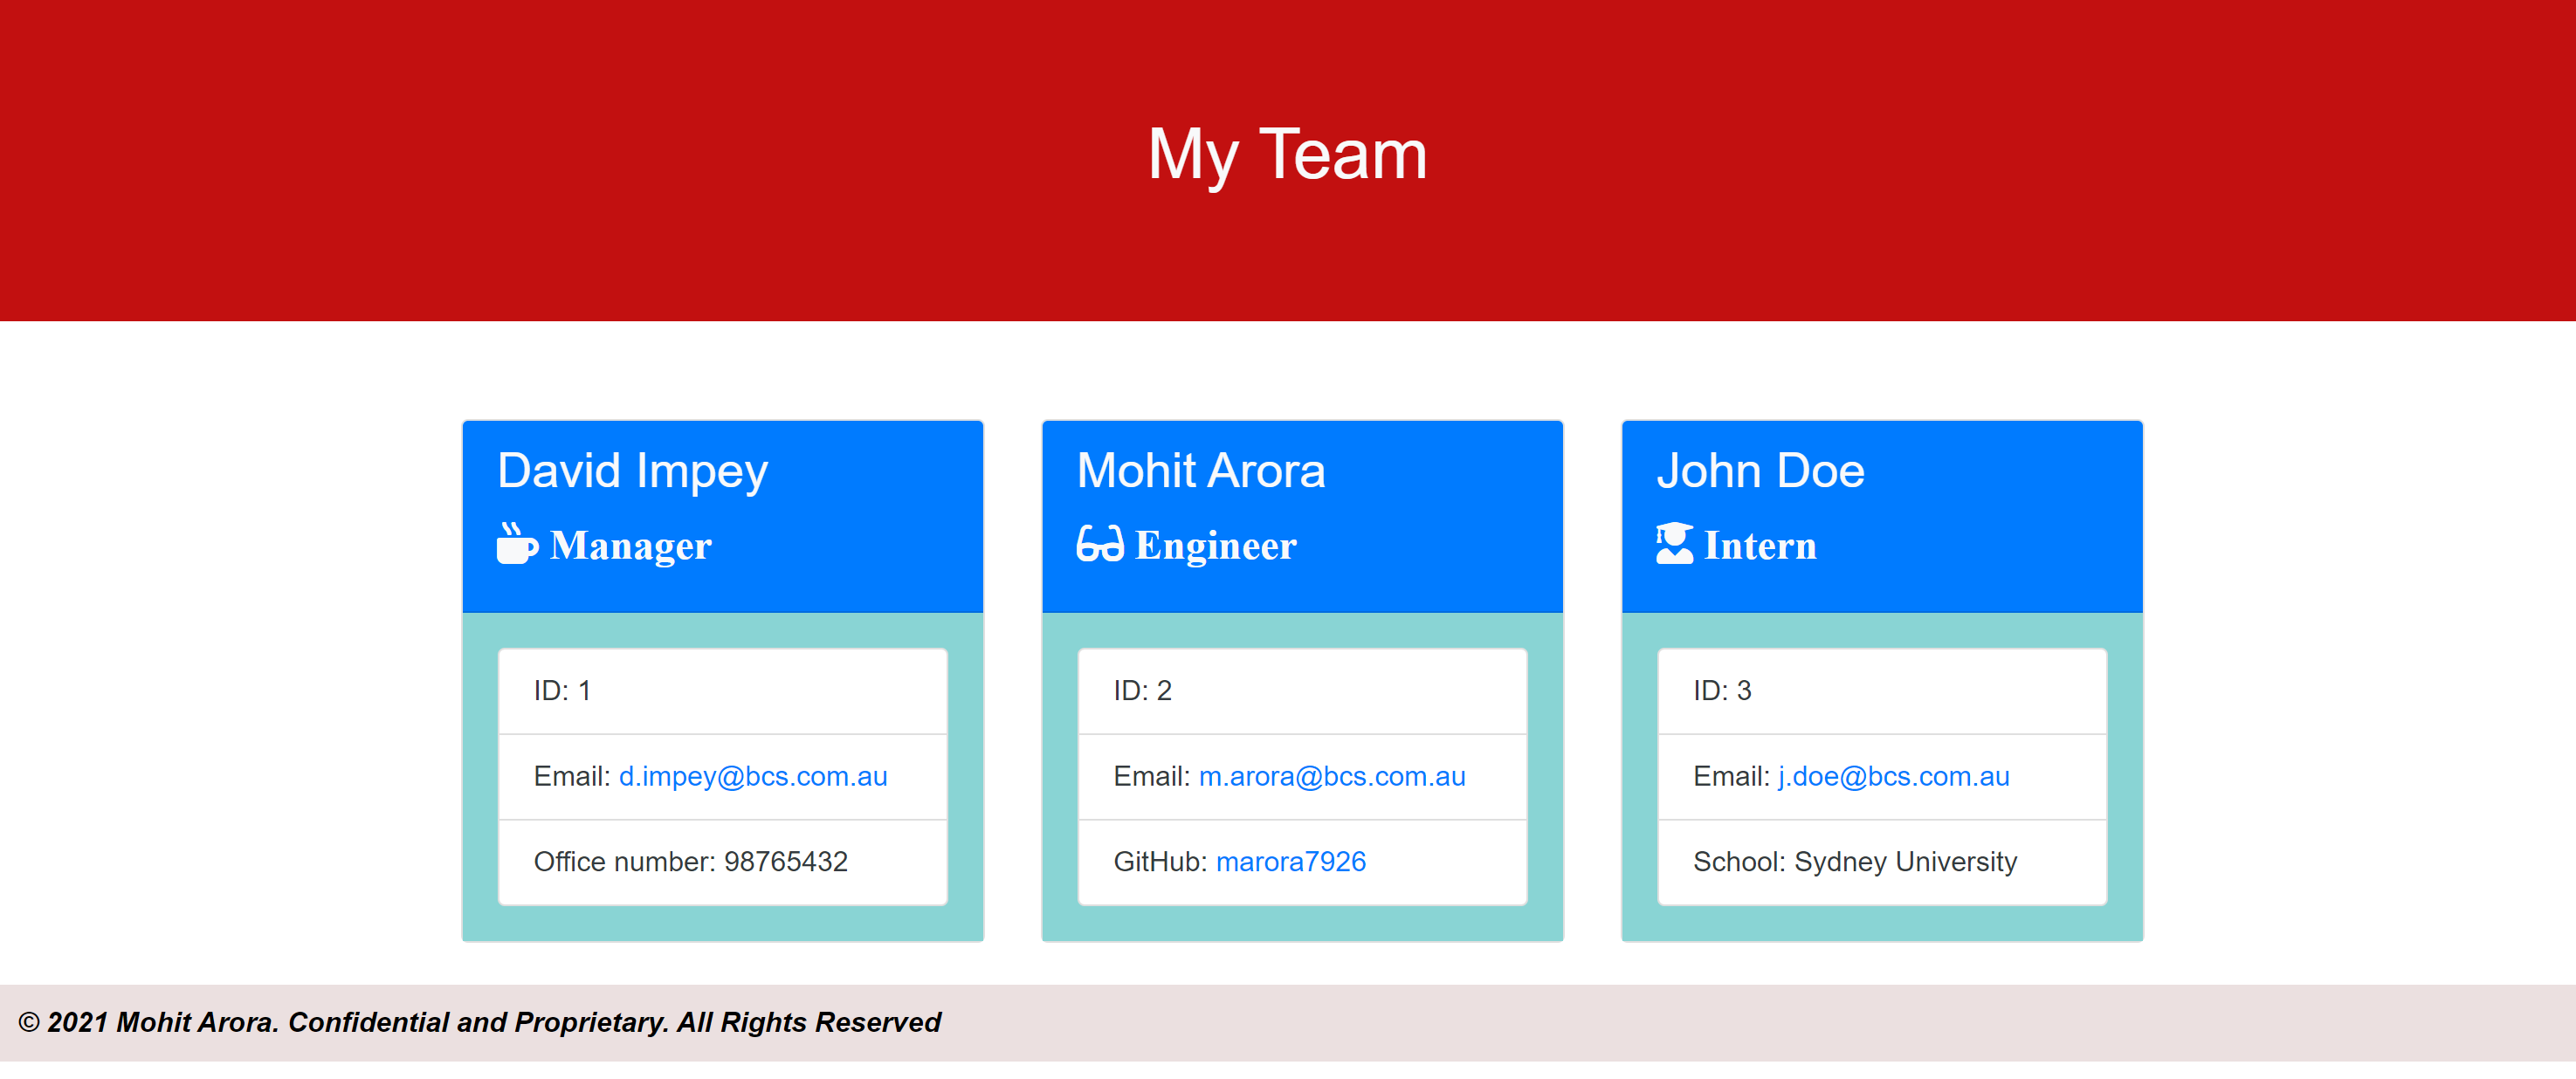 My Team
David Impey
Manager
ID: 1
Email: d.impey@bcs.com.au
Office number: 98765432
Mohit Arora
Engineer
ID: 2
Email: m.arora@bcs.com.au
GitHub: marora7926
John Doe
Intern
ID: 3
Email: j.doe@bcs.com.au
School: Sydney University
© 2021 Mohit Arora. Confidential and Proprietary. All Rights Reserved